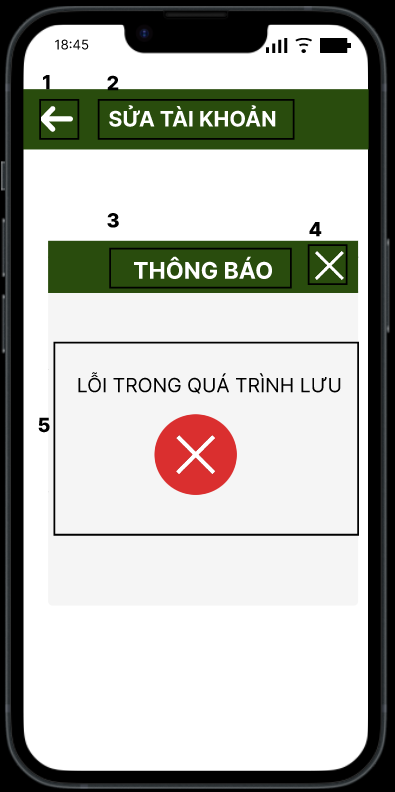 18:45
1 2
SỬA TÀI KHOẢN
3 4
THÔNG BÁO
LỖI TRONG QUÁ TRÌNH LƯU
5